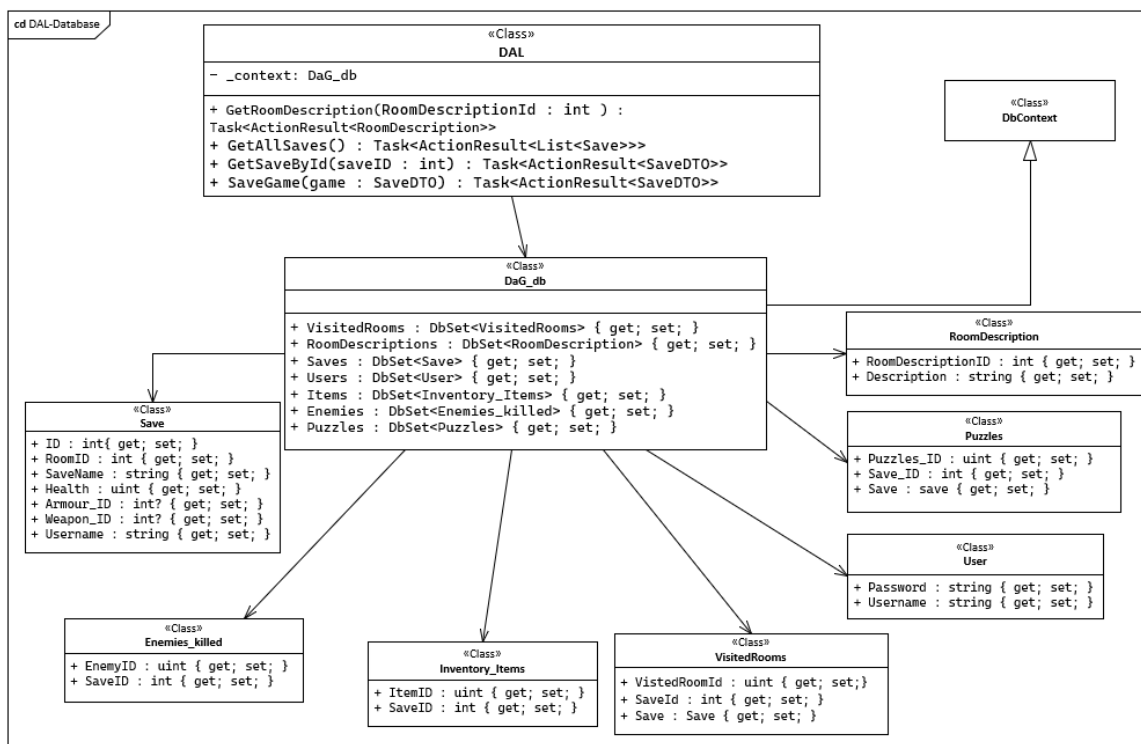 cd DAL-Database
«Class»
DAL
- _context: DaG_db
+ GetRoomDescription(RoomDescriptionId : int ) :
Task<ActionResult<RoomDescription>>
+ GetAllSaves() : Task<ActionResult<List<Save>>>
+ GetSaveById(saveID : int) : Task<ActionResult<SaveDTO>>
+ SaveGame(game : SaveDTO) : Task<ActionResult<SaveDTO>>
«Class»
DbContext
«Class»
DaG_db
+ VisitedRooms : DbSet<VisitedRooms> { get; set; }
+ RoomDescriptions : DbSet<RoomDescription> { get; set; }
+ Saves : DbSet<Save> { get; set; }
+ Users : DbSet<User> { get; set; }
+ Items : DbSet<Inventory_Items> { get; set; }
+ Enemies : DbSet<Enemies_killed> { get; set; }
+ Puzzles : DbSet<Puzzles> { get; set; }
«Class»
RoomDescription
+ RoomDescriptionID : int { get; set; }
+ Description : string { get; set; }
«Class»
Save
+ ID : int{ get; set; }
+ RoomID : int { get; set; }
+ SaveName : string { get; set; }
+ Health : uint { get; set; }
+ Armour_ID : int? { get; set; }
+ Weapon_ID : int? { get; set; }
+ Username : string { get; set; }
«Class»
Puzzles
+ Puzzles_ID : uint { get; set; }
+ Save_ID : int { get; set; }
+ Save : save { get; set; }
«Class»
User
+ Password : string { get; set; }
+ Username : string { get; set; }
«Class»
Enemies_killed
+ EnemyID : uint { get; set; }
+ SaveID : int { get; set; }
«Class»
Inventory_Items
+ ItemID : uint { get; set; }
+ SaveID : int { get; set; }
«Class»
VisitedRooms
+ VistedRoomId : uint { get; set;}
+ SaveId : int { get; set; }
+ Save : Save { get; set; }